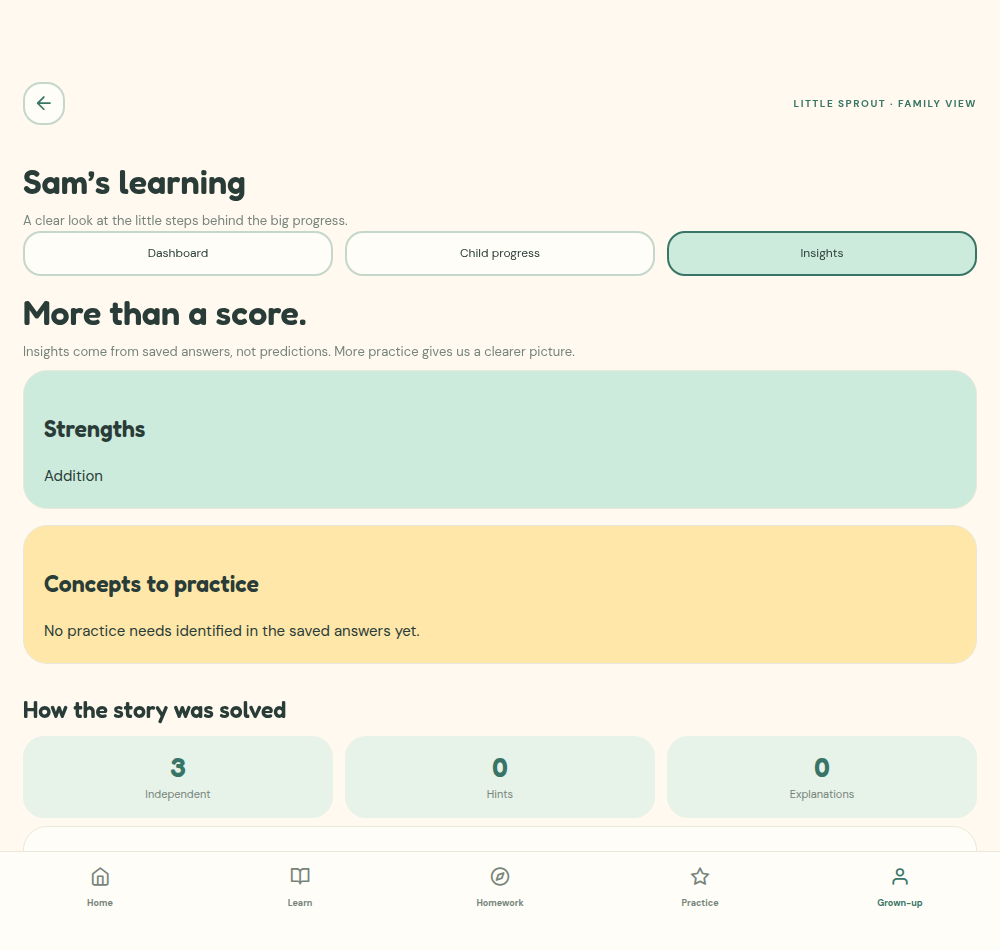 LITTLE SPROUT · FAMILY VIEW
Sam’s learning
A clear look at the little steps behind the big progress.
Dashboard
Child progress
Insights
More than a score.
Insights come from saved answers, not predictions. More practice gives us a clearer picture.
Strengths
Addition
Concepts to practice
No practice needs identified in the saved answers yet.
How the story was solved
3
Independent
0
Hints
0
Explanations
Home
Learn
Homework
Practice
Grown-up